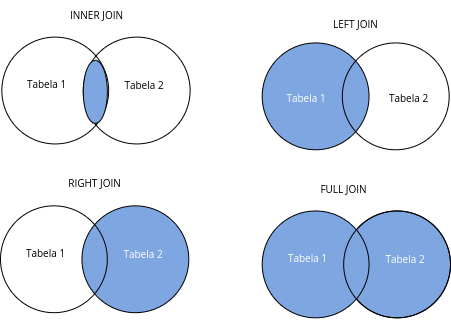 INNER JOIN
Tabela 1
Tabela 2
LEFT JOIN
Tabela 1
Tabela 2
RIGHT JOIN
Tabela 1
Tabela 2
FULL JOIN
Tabela 1
Tabela 2